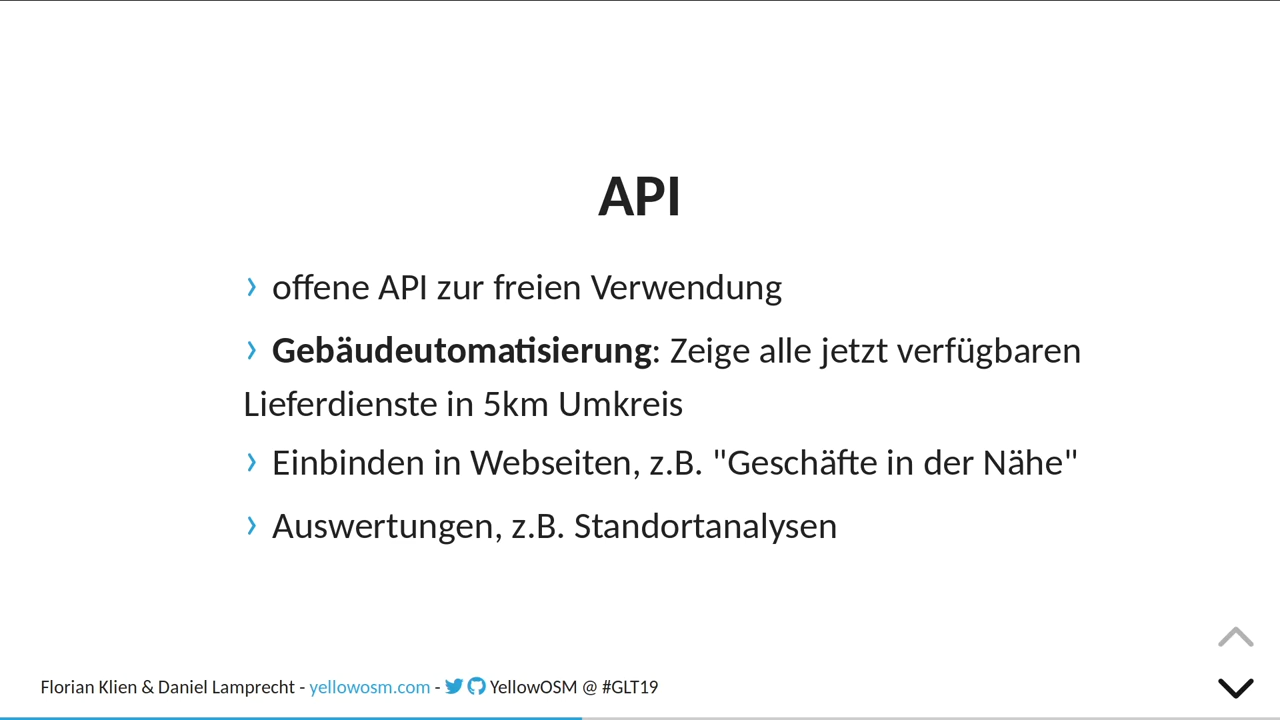 API
› offene API zur freien Verwendung
› Gebäudeutomatisierung: Zeige alle jetzt verfügbaren
Lieferdienste in 5km Umkreis
› Einbinden in Webseiten, z.B. "Geschäfte in der Nähe"
› Auswertungen, z.B. Standortanalysen
Florian Klien & Daniel Lamprecht - yellowosm.com - YellowOSM @ #GLT19